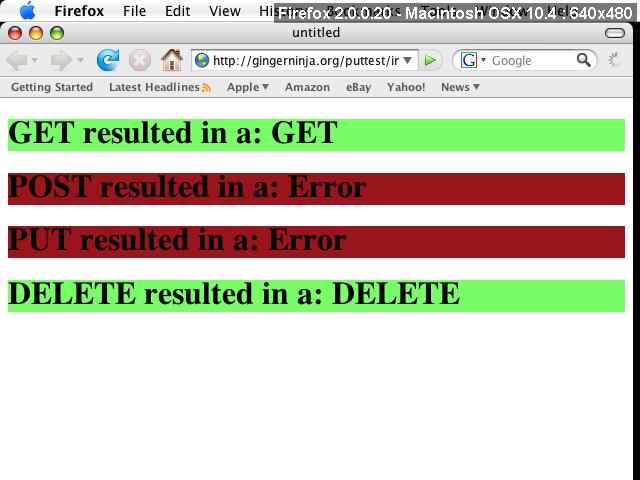 Firefox File Edit View
Firefox 2.0.0.20 - Macintosh OSX 10.4 - 640x480
untitled
http://gingerninja.org/puttest/ir
G Google
Getting Started Latest Headlines Apple Amazon eBay Yahoo! News
GET resulted in a: GET
POST resulted in a: Error
PUT resulted in a: Error
DELETE resulted in a: DELETE